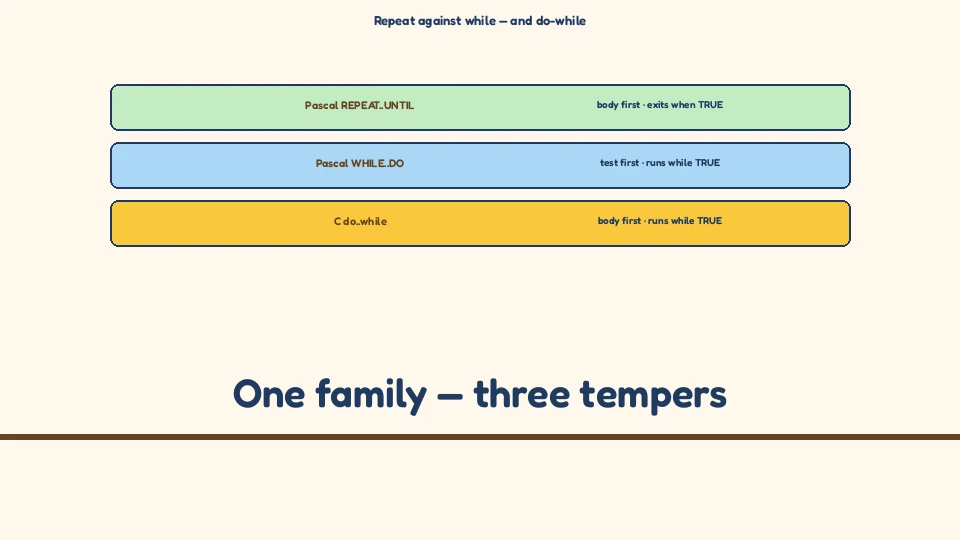 Repeat against while — and do-while
Pascal REPEAT..UNTIL body first · exits when TRUE
Pascal WHILE..DO test first · runs while TRUE
C do..while body first · runs while TRUE
One family — three tempers